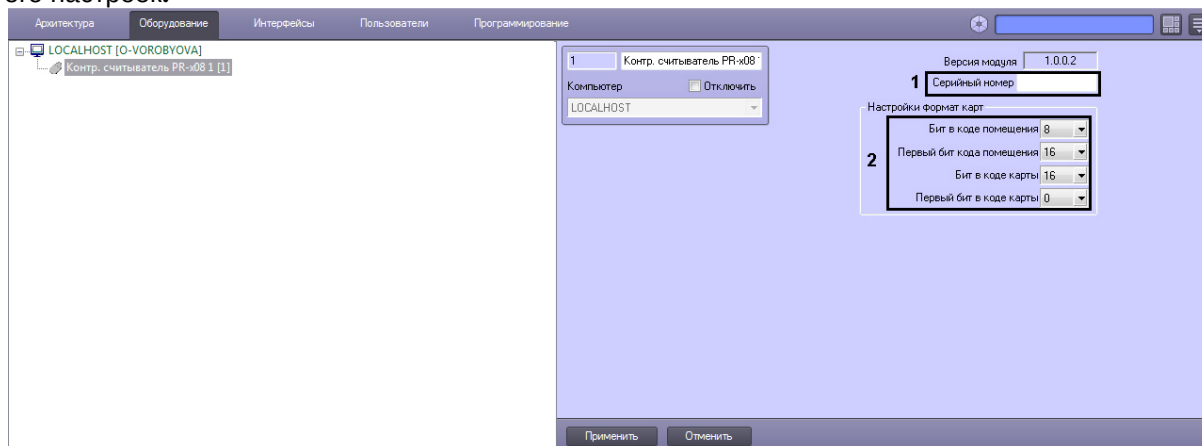 его настроек.
Архитектура Оборудование Интерфейсы Пользователи Программирование
LOCALHOST [O-VOROBYOVA]
Контр. считыватель PR-x08 1 [1]
1 Контр. считыватель PR-x08
Компьютер Отключить
LOCALHOST
Версия модуля 1.0.0.2
1 Серийный номер
Настройки формат карт
2
Бит в коде помещения 8
Первый бит кода помещения 16
Бит в коде карты 16
Первый бит в коде карты 0
Применить Отменить